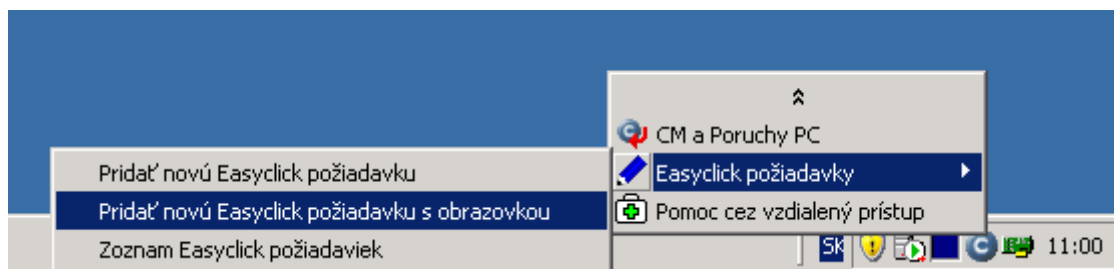 CM a Poruchy PC
Easyclick požiadavky
Pomoc cez vzdialený prístup
Pridať novú Easyclick požiadavku
Pridať novú Easyclick požiadavku s obrazovkou
Zoznam Easyclick požiadaviek
SK
11:00